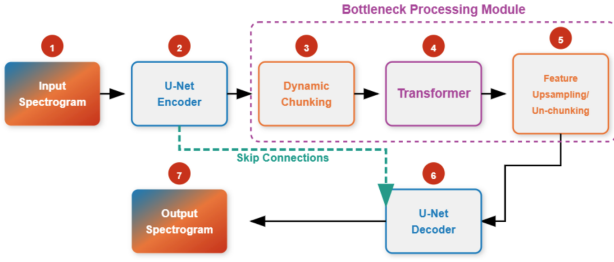 Bottleneck Processing Module
1
2
3
4
5
Input
Spectrogram
U-Net
Encoder
Dynamic
Chunking
Transformer
Feature
Upsampling/
Un-chunking
Skip Connections
7
6
Output
Spectrogram
U-Net
Decoder